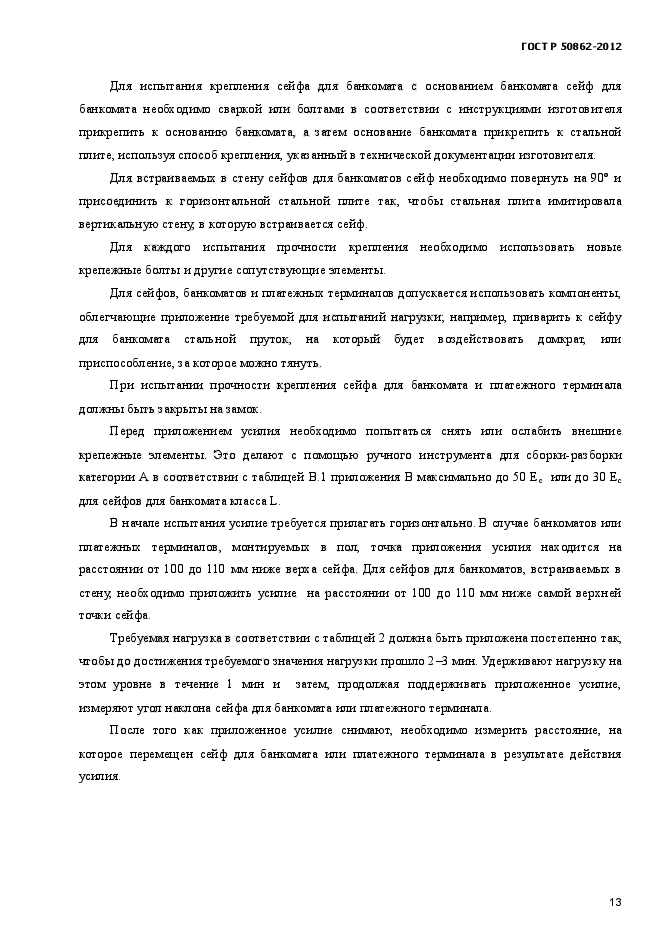 ГОСТ Р 50862-2012
Для испытания крепления сейфа для банкомата с основанием банкомата сейф для
банкомата необходимо сваркой или болтами в соответствии с инструкциями изготовителя
прикрепить к основанию банкомата, а затем основание банкомата прикрепить к стальной
плите, используя способ крепления, указанный в технической документации изготовителя.
Для встраиваемых в стену сейфов для банкоматов сейф необходимо повернуть на 90° и
присоединить к горизонтальной стальной плите так, чтобы стальная плита имитировала
вертикальную стену, в которую встраивается сейф.
Для каждого испытания прочности крепления необходимо использовать новые
крепежные болты и другие сопутствующие элементы.
Для сейфов, банкоматов и платежных терминалов допускается использовать компоненты,
облегчающие приложение требуемой для испытаний нагрузки; например, приварить к сейфу
для банкомата стальной пруток, на который будет воздействовать домкрат, или
приспособление, за которое можно тянуть.
При испытании прочности крепления сейфа для банкомата и платежного терминала
должны быть закрыты на замок.
Перед приложением усилия необходимо попытаться снять или ослабить внешние
крепежные элементы. Это делают с помощью ручного инструмента для сборки-разборки
категории А в соответствии с таблицей В.1 приложения В максимально до 50 Ес или до 30 Ес
для сейфов для банкомата класса L.
В начале испытания усилие требуется прилагать горизонтально. В случае банкоматов или
платежных терминалов, монтируемых в пол, точка приложения усилия находится на
расстоянии от 100 до 110 мм ниже верха сейфа. Для сейфов для банкоматов, встраиваемых в
стену, необходимо приложить усилие на расстоянии от 100 до 110 мм ниже самой верхней
точки сейфа.
Требуемая нагрузка в соответствии с таблицей 2 должна быть приложена постепенно так,
чтобы до достижения требуемого значения нагрузки прошло 2–3 мин. Удерживают нагрузку на
этом уровне в течение 1 мин и затем, продолжая поддерживать приложенное усилие,
измеряют угол наклона сейфа для банкомата или платежного терминала.
После того как приложенное усилие снимают, необходимо измерить расстояние, на
которое перемещен сейф для банкомата или платежного терминала в результате действия
усилия.
13